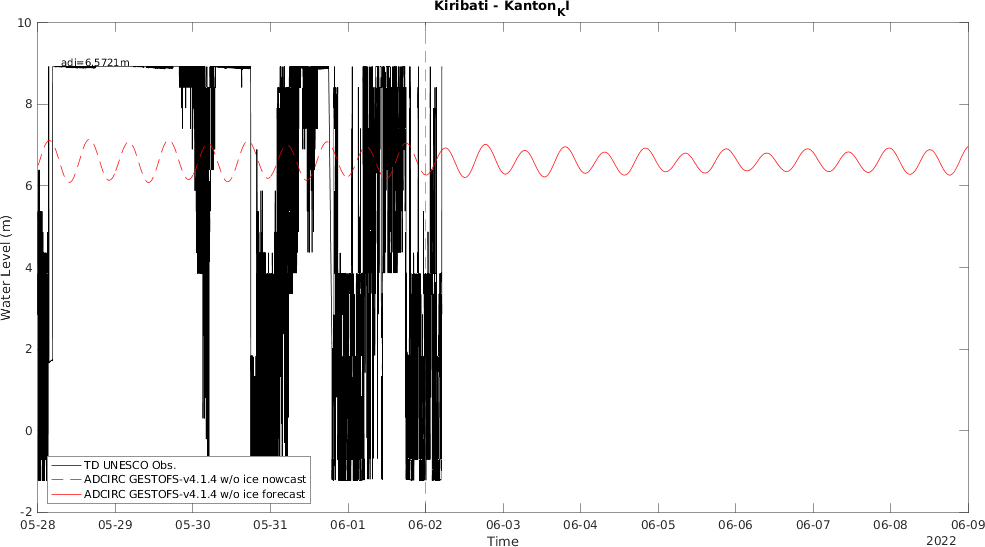 Kiribati - Kanton_KI
10
8
6
4
2
0
-2
Water Level (m)
adj=6.5721m
TD UNESCO Obs.
ADCIRC GESTOFS-v4.1.4 w/o ice nowcast
ADCIRC GESTOFS-v4.1.4 w/o ice forecast
05-28 05-29 05-30 05-31 06-01 06-02 06-03 06-04 06-05 06-06 06-07 06-08 06-09
Time
2022